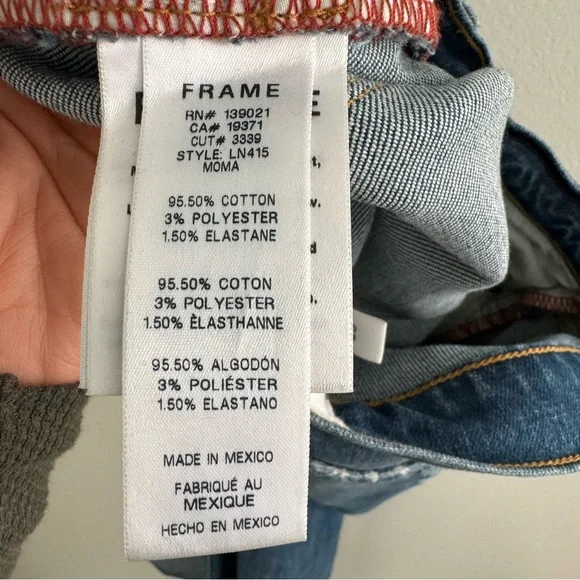 FRAME
RN# 139021
CA# 19371
CUT# 3339
STYLE: LN415
MOMA
95.50% COTTON
3% POLYESTER
1.50% ELASTANE
95.50% COTON
3% POLYESTER
1.50% ÈLASTHANNE
95.50% ALGODÓN
3% POLIÉSTER
1.50% ELASTANO
MADE IN MEXICO
FABRIQUÉ AU
MEXIQUE
HECHO EN MEXICO